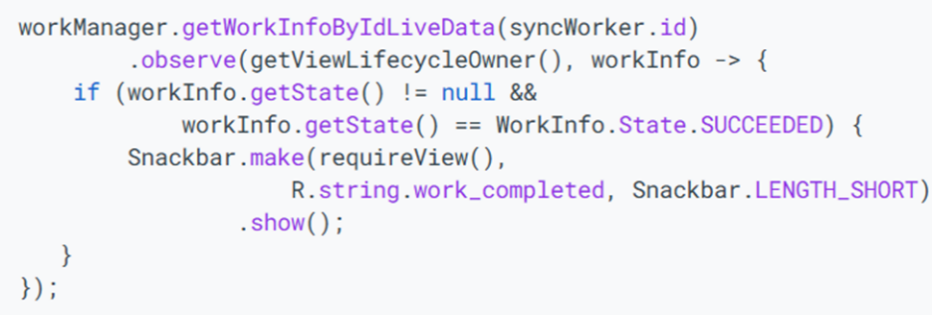 workManager.getWorkInfoByIdLiveData(syncWorker.id)
.observe(getViewLifecycleOwner(), workInfo -> {
if (workInfo.getState() != null &&
workInfo.getState() == WorkInfo.State.SUCCEEDED) {
Snackbar.make(requireView(),
R.string.work_completed, Snackbar.LENGTH_SHORT)
.show();
}
});